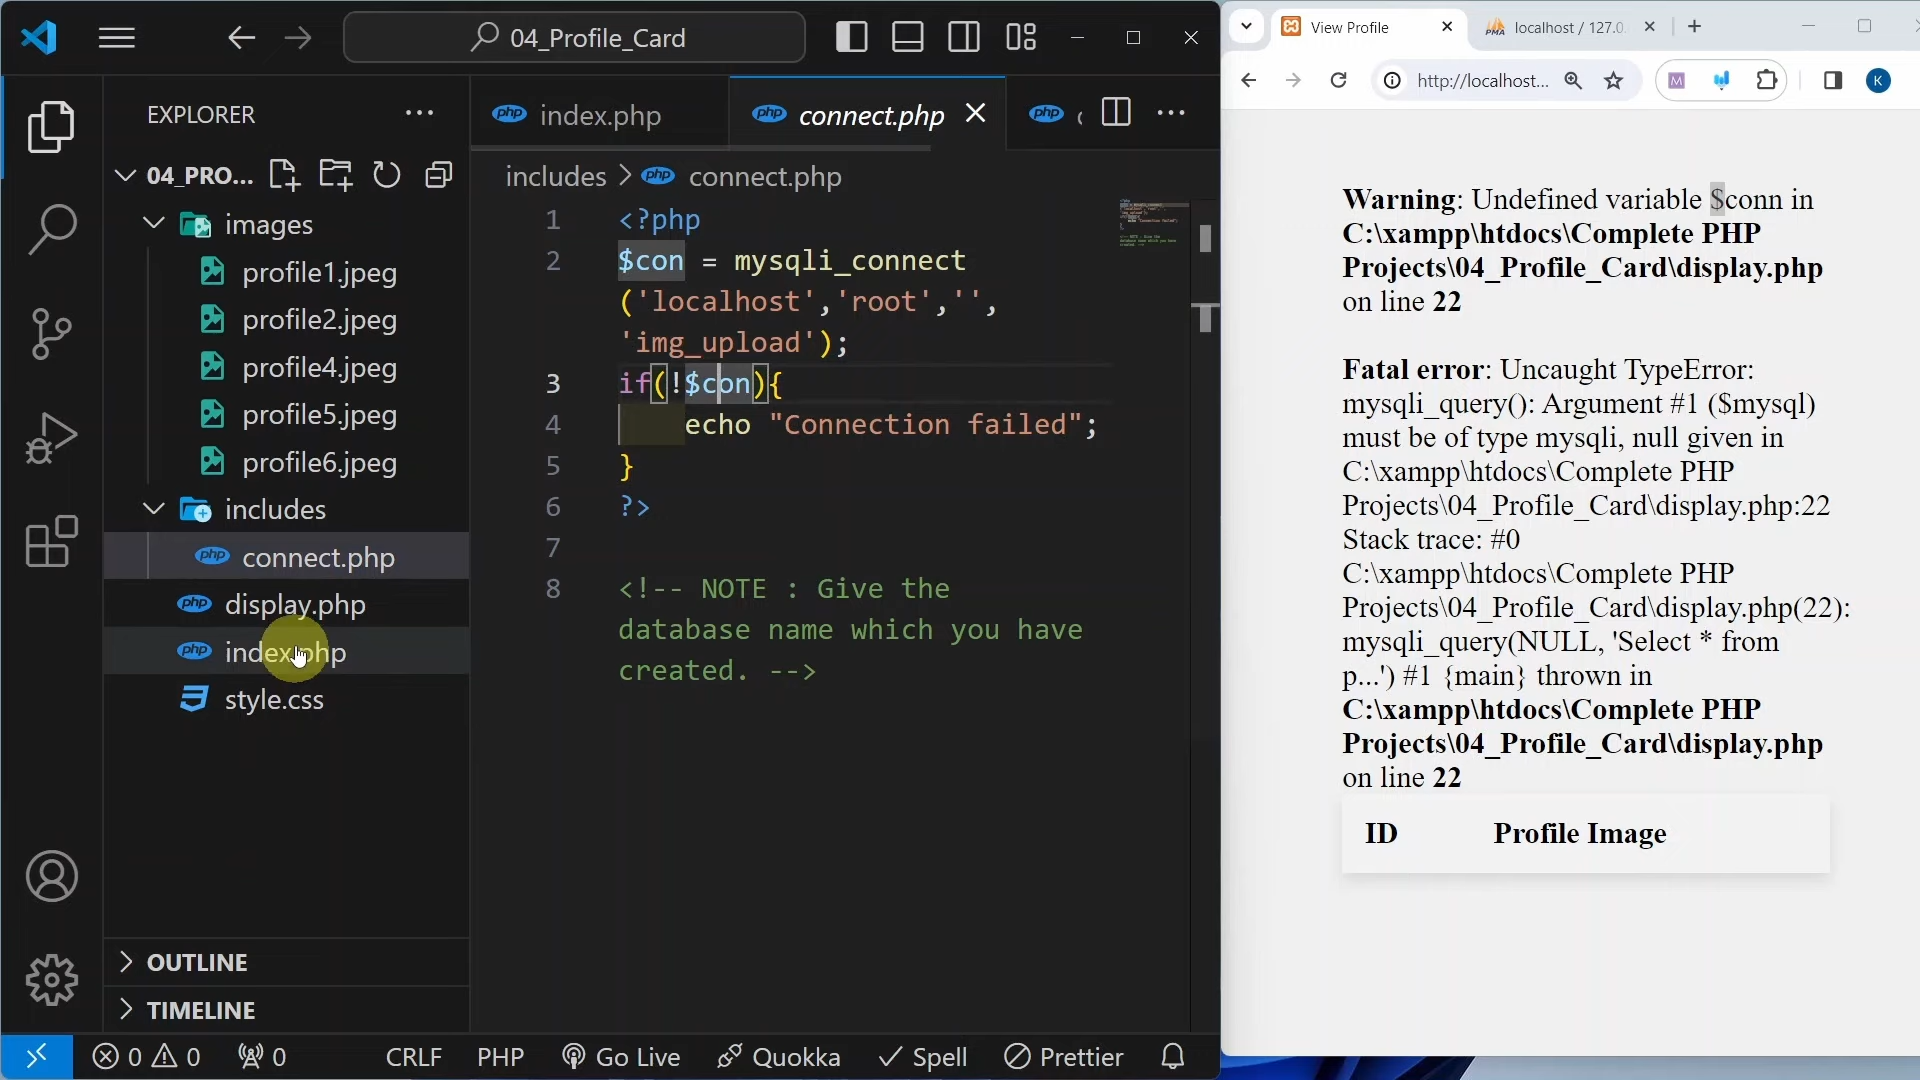 04_Profile_Card
EXPLORER
04_PRO...
images
profile1.jpeg
profile2.jpeg
profile4.jpeg
profile5.jpeg
profile6.jpeg
includes
connect.php
display.php
index.php
style.css
OUTLINE
TIMELINE
index.php
connect.php
includes > connect.php
1 <?php
2 $con = mysqli_connect
('localhost','root','',
'img_upload');
3 if(!$con){
4 echo "Connection failed";
5 }
6 ?>
7
8 <!-- NOTE : Give the
database name which you have
created. -->
0 0 0 CRLF PHP Go Live Quokka Spell Prettier
View Profile
localhost / 127.0.
http://localhost...
M
K
Warning: Undefined variable $conn in
C:\xampp\htdocs\Complete PHP
Projects\04_Profile_Card\display.php
on line 22
Fatal error: Uncaught TypeError:
mysqli_query(): Argument #1 ($mysql)
must be of type mysqli, null given in
C:\xampp\htdocs\Complete PHP
Projects\04_Profile_Card\display.php:22
Stack trace: #0
C:\xampp\htdocs\Complete PHP
Projects\04_Profile_Card\display.php(22):
mysqli_query(NULL, 'Select * from
p...') #1 {main} thrown in
C:\xampp\htdocs\Complete PHP
Projects\04_Profile_Card\display.php
on line 22
ID Profile Image